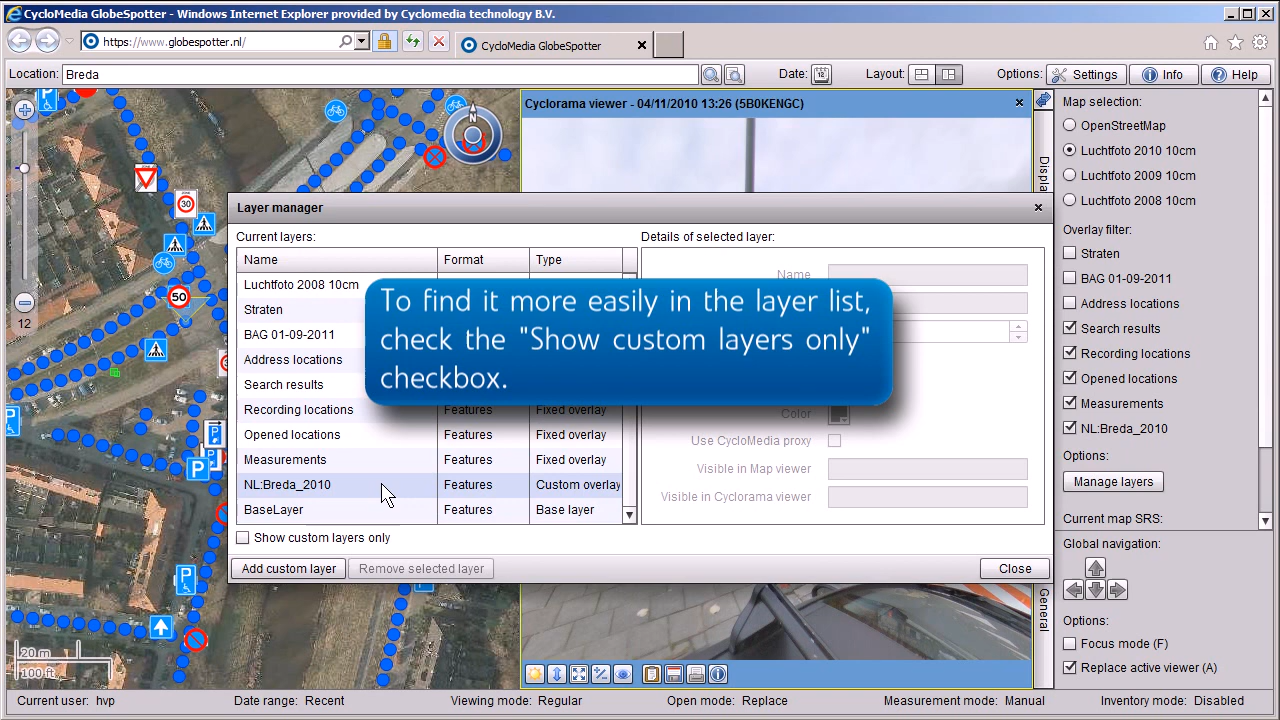 CycloMedia GlobeSpotter - Windows Internet Explorer provided by Cyclomedia technology B.V.
https://www.globespotter.nl/
CycloMedia GlobeSpotter
Location: Breda
Date:
Layout:
Options: Settings Info Help
Cyclorama viewer - 04/11/2010 13:26 (5B0KENGC)
N
30
50
12
20 m
100 ft
Layer manager
Current layers:
Name Format Type
Luchtfoto 2008 10cm
Straten
BAG 01-09-2011
Address locations
Search results
Recording locations Features Fixed overlay
Opened locations Features Fixed overlay
Measurements Features Fixed overlay
NL:Breda_2010 Features Custom overlay
BaseLayer Features Base layer
Show custom layers only
Add custom layer Remove selected layer Close
Details of selected layer:
Name
Color
Use CycloMedia proxy
Visible in Map viewer
Visible in Cyclorama viewer
To find it more easily in the layer list,
check the "Show custom layers only"
checkbox.
Displa
General
Map selection:
OpenStreetMap
Luchtfoto 2010 10cm
Luchtfoto 2009 10cm
Luchtfoto 2008 10cm
Overlay filter:
Straten
BAG 01-09-2011
Address locations
Search results
Recording locations
Opened locations
Measurements
NL:Breda_2010
Options:
Manage layers
Current map SRS:
Global navigation:
Options:
Focus mode (F)
Replace active viewer (A)
Current user: hvp
Date range: Recent
Viewing mode: Regular
Open mode: Replace
Measurement mode: Manual
Inventory mode: Disabled